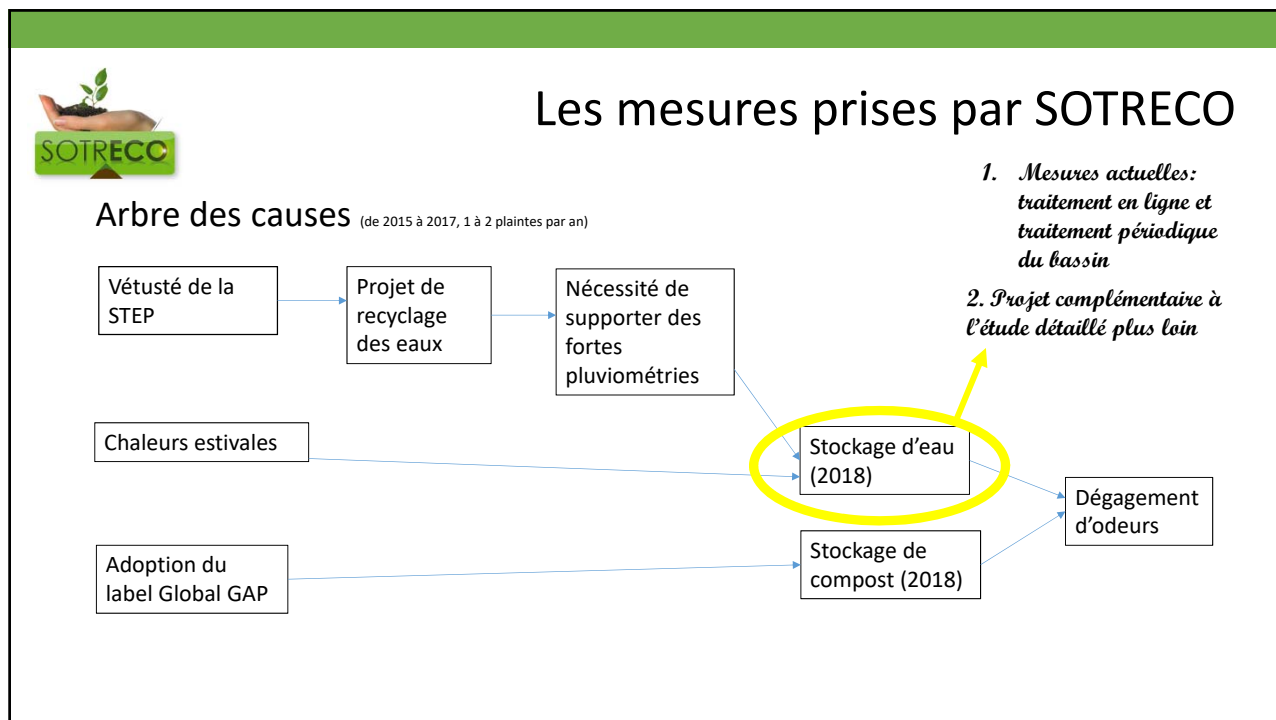 SOTRECO
Les mesures prises par SOTRECO
Arbre des causes (de 2015 à 2017, 1 à 2 plaintes par an)
1. Mesures actuelles:
traitement en ligne et
traitement périodique
du bassin
2. Projet complémentaire à
l'étude détaillé plus loin
Vétusté de la
STEP
Projet de
recyclage
des eaux
Nécessité de
supporter des
fortes
pluviométries
Chaleurs estivales
Stockage d'eau
(2018)
Dégagement
d'odeurs
Adoption du
label Global GAP
Stockage de
compost (2018)